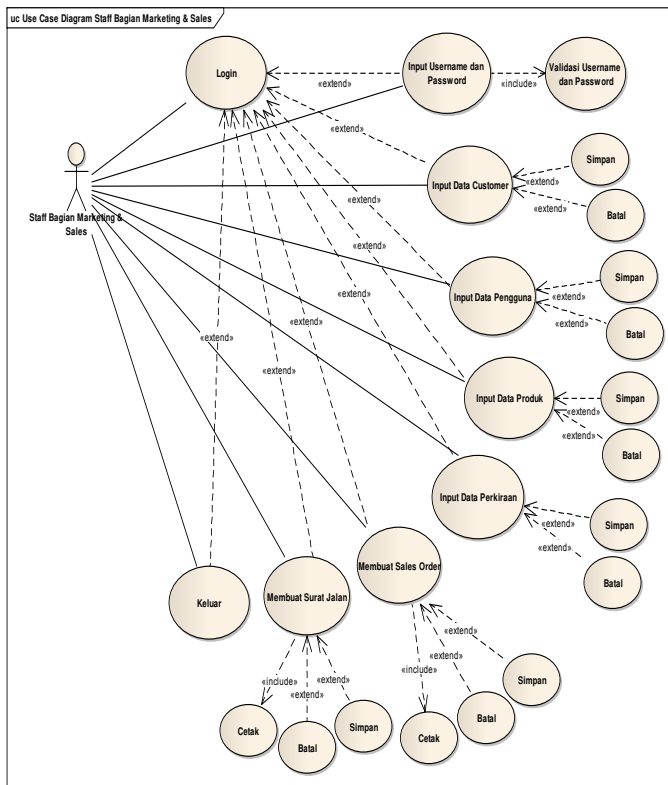 uc Use Case Diagram Staff Bagian Marketing & Sales
Login
Input Username dan
Password
Validasi Username
dan Password
«extend»
«include»
«extend»
Input Data Customer
Simpan
«extend»
Batal
«extend»
Staff Bagian Marketing &
Sales
«extend»
«extend»
Input Data Pengguna
Simpan
«extend»
Batal
«extend»
«extend»
«extend»
«extend»
«extend»
Input Data Produk
Simpan
«extend»
Batal
«extend»
Input Data Perkiraan
Simpan
«extend»
Batal
«extend»
Membuat Sales Order
Keluar
Membuat Surat Jalan
«extend»
«include»
«extend»
Simpan
«include»
«extend»
«extend»
Cetak
Batal
Simpan
Cetak
Batal